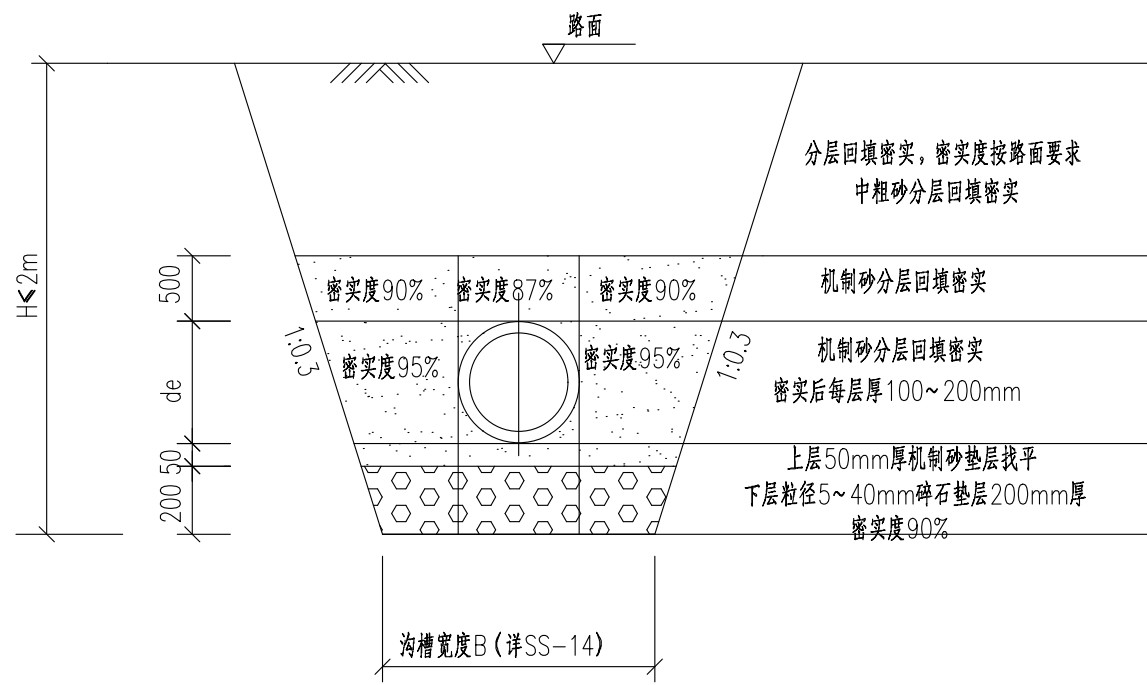 路面
分层回填密实，密实度按路面要求
中粗砂分层回填密实
H≤2m
500
密实度90%
密实度87%
密实度90%
机制砂分层回填密实
1:0.3
密实度95%
密实度95%
1:0.3
机制砂分层回填密实
密实后每层厚100~200mm
de
50
上层50mm厚机制砂垫层找平
200
下层粒径5~40mm碎石垫层200mm厚
密实度90%
沟槽宽度B（详SS-14）